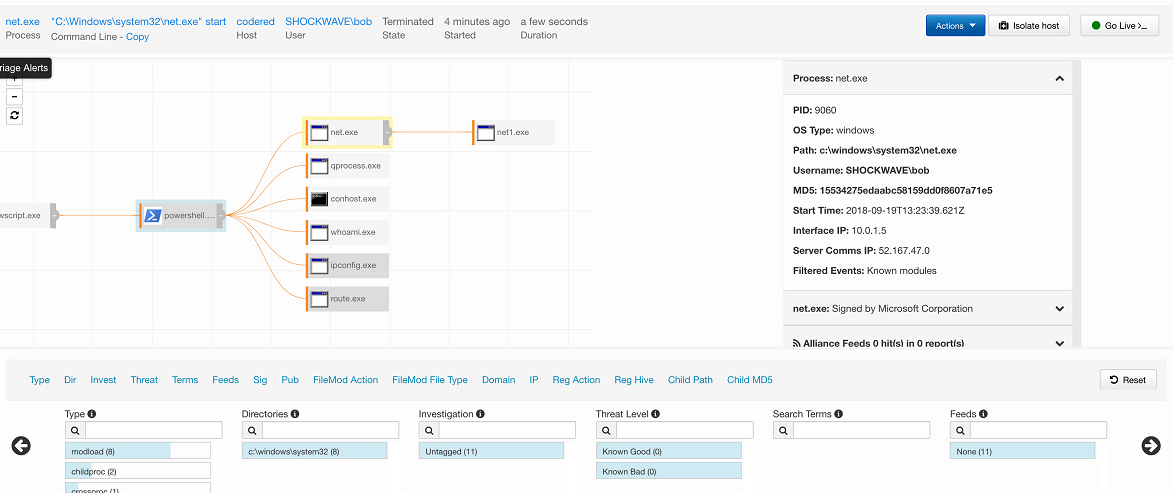 net.exe "C:\Windows\system32\net.exe" start codered SHOCKWAVE\bob Terminated 4 minutes ago a few seconds
Process Command Line - Copy Host User State Started Duration
Actions Isolate host Go Live >_
riage Alerts
+
−
net.exe
net1.exe
qprocess.exe
conhost.exe
wscript.exe
powershell....
whoami.exe
ipconfig.exe
route.exe
Process: net.exe
PID: 9060
OS Type: windows
Path: c:\windows\system32\net.exe
Username: SHOCKWAVE\bob
MD5: 15534275edaabc58159dd0f8607a71e5
Start Time: 2018-09-19T13:23:39.621Z
Interface IP: 10.0.1.5
Server Comms IP: 52.167.47.0
Filtered Events: Known modules
net.exe: Signed by Microsoft Corporation
Alliance Feeds 0 hit(s) in 0 report(s)
Type Dir Invest Threat Terms Feeds Sig Pub FileMod Action FileMod File Type Domain IP Reg Action Reg Hive Child Path Child MD5
Reset
Type Directories Investigation Threat Level Search Terms Feeds
modload (8) c:\windows\system32 (8) Untagged (11) Known Good (0) None (11)
childproc (2) Known Bad (0)
crossproc (1)